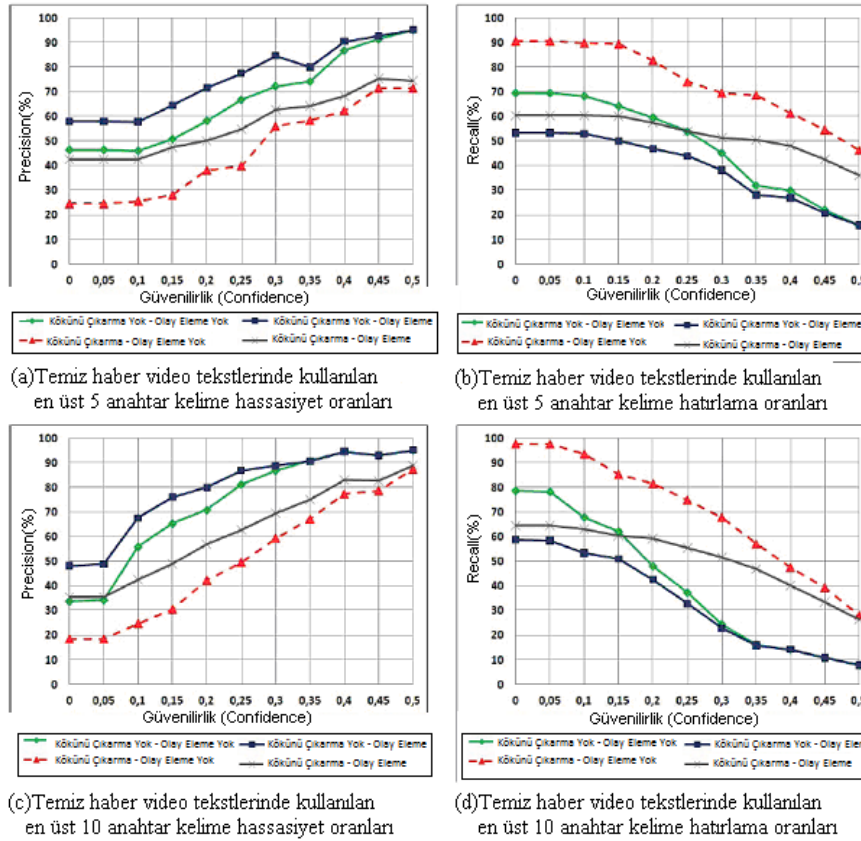 Precision(%)
100
90
80
70
60
50
40
30
20
10
0
0 0,05 0,1 0,15 0,2 0,25 0,3 0,35 0,4 0,45 0,5
Güvenilirlik (Confidence)
Kökünü Çıkarma Yok - Olay Eleme Yok Kökünü Çıkarma Yok - Olay Eleme
Kökünü Çıkarma - Olay Eleme Yok Kökünü Çıkarma - Olay Eleme
(a)Temiz haber video tekstlerinde kullanılan
en üst 5 anahtar kelime hassasiyet oranları
Recall(%)
100
90
80
70
60
50
40
30
20
10
0
0 0,05 0,1 0.15 0.2 0.25 0.3 0,35 0,4 0,45
Güvenilirlik (Confidence)
Kökünü Çıkarma Yok - Olay Eleme Yok Kökünü Çıkarma Yok - Olay Eleme
Kökünü Çıkarma - Olay Eleme Yok Kökünü Çıkarma - Olay Eleme
(b)Temiz haber video tekstlerinde kullanılan
en üst 5 anahtar kelime hatırlama oranları
Precision(%)
100
90
80
70
60
50
40
30
20
10
0
0 0,05 0,1 0,15 0,2 0,25 0,3 0,35 0,4 0,45 0,5
Güvenilirlik (Confidence)
Kökünü Çıkarma Yok - Olay Eleme Yok Kökünü Çıkarma Yok - Olay Eleme
Kökünü Çıkarma - Olay Eleme Yok Kökünü Çıkarma - Olay Eleme
(c)Temiz haber video tekstlerinde kullanılan
en üst 10 anahtar kelime hassasiyet oranları
Recall(%)
100
90
80
70
60
50
40
30
20
10
0
0 0,05 0,1 0,15 0,2 0,25 0,3 0,35 0,4 0,45
Güvenilirlik (Confidence)
Kökünü Çıkarma Yok - Olay Eleme Yok Kökünü Çıkarma Yok - Olay Eleme
Kökünü Çıkarma - Olay Eleme Yok Kökünü Çıkarma - Olay Eleme
(d)Temiz haber video tekstlerinde kullanılan
en üst 10 anahtar kelime hatırlama oranları